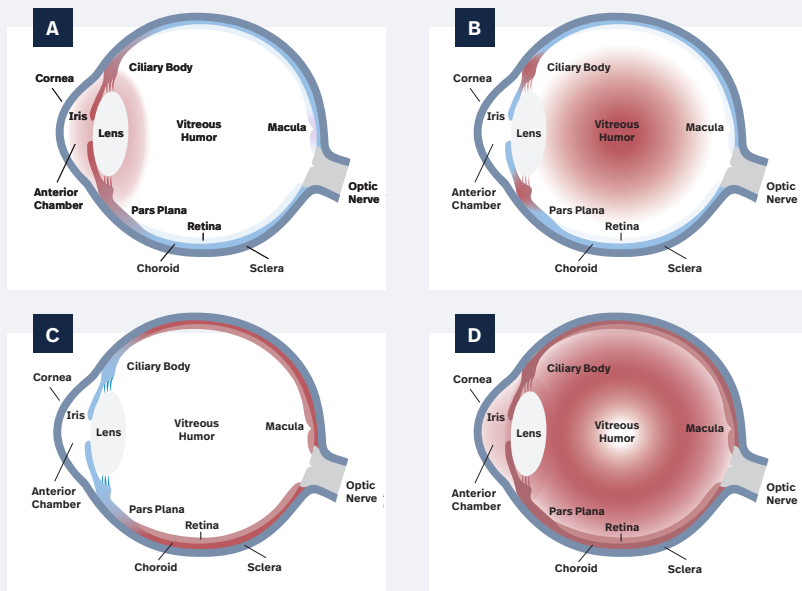 A
Cornea
Ciliary Body
Iris
Lens
Vitreous
Humor
Macula
Anterior
Chamber
Optic
Nerve
Pars Plana
Retina
Choroid
Sclera
B
Cornea
Ciliary Body
Iris
Lens
Vitreous
Humor
Macula
Anterior
Chamber
Optic
Nerve
Pars Plana
Retina
Choroid
Sclera
C
Cornea
Ciliary Body
Iris
Lens
Vitreous
Humor
Macula
Anterior
Chamber
Optic
Nerve
Pars Plana
Retina
Choroid
Sclera
D
Cornea
Ciliary Body
Iris
Lens
Vitreous
Humor
Macula
Anterior
Chamber
Optic
Nerve
Pars Plana
Retina
Choroid
Sclera